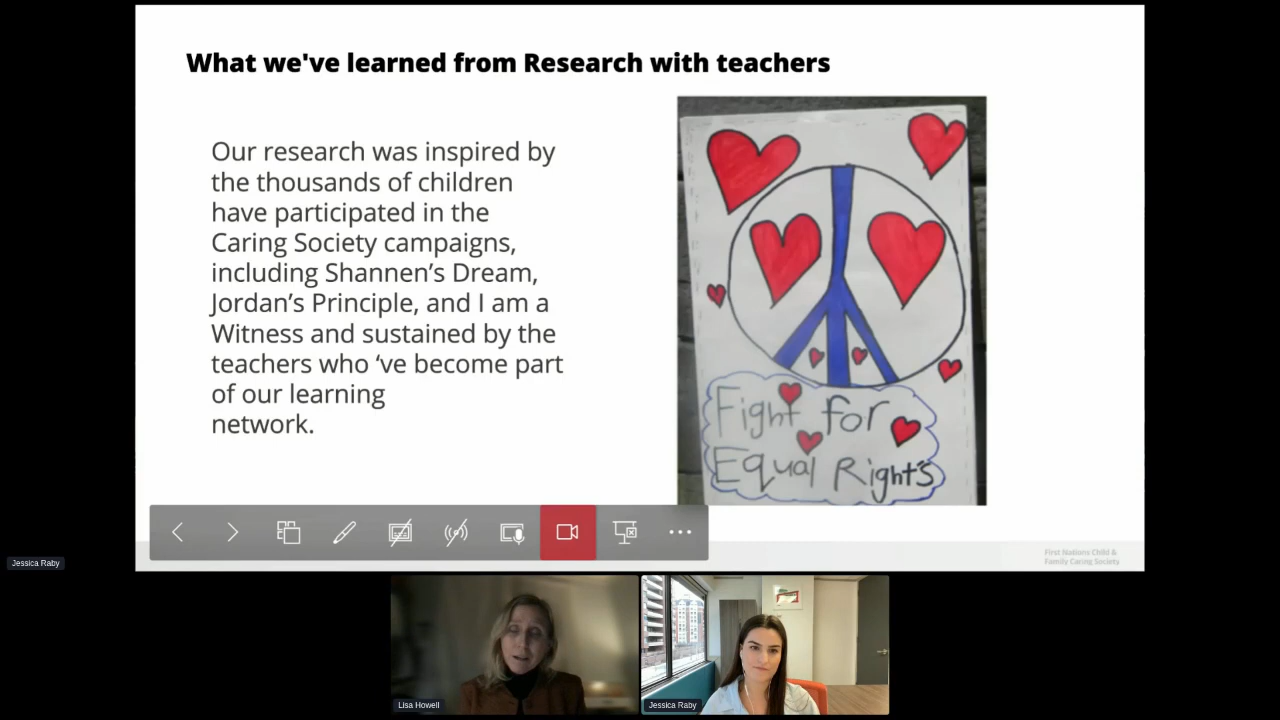 What we've learned from Research with teachers
Our research was inspired by
the thousands of children
have participated in the
Caring Society campaigns,
including Shannen’s Dream,
Jordan’s Principle, and I am a
Witness and sustained by the
teachers who ‘ve become part
of our learning
network.
Fight for
Equal Rights
First Nations Child &
Family Caring Society
Jessica Raby
Lisa Howell
Jessica Raby